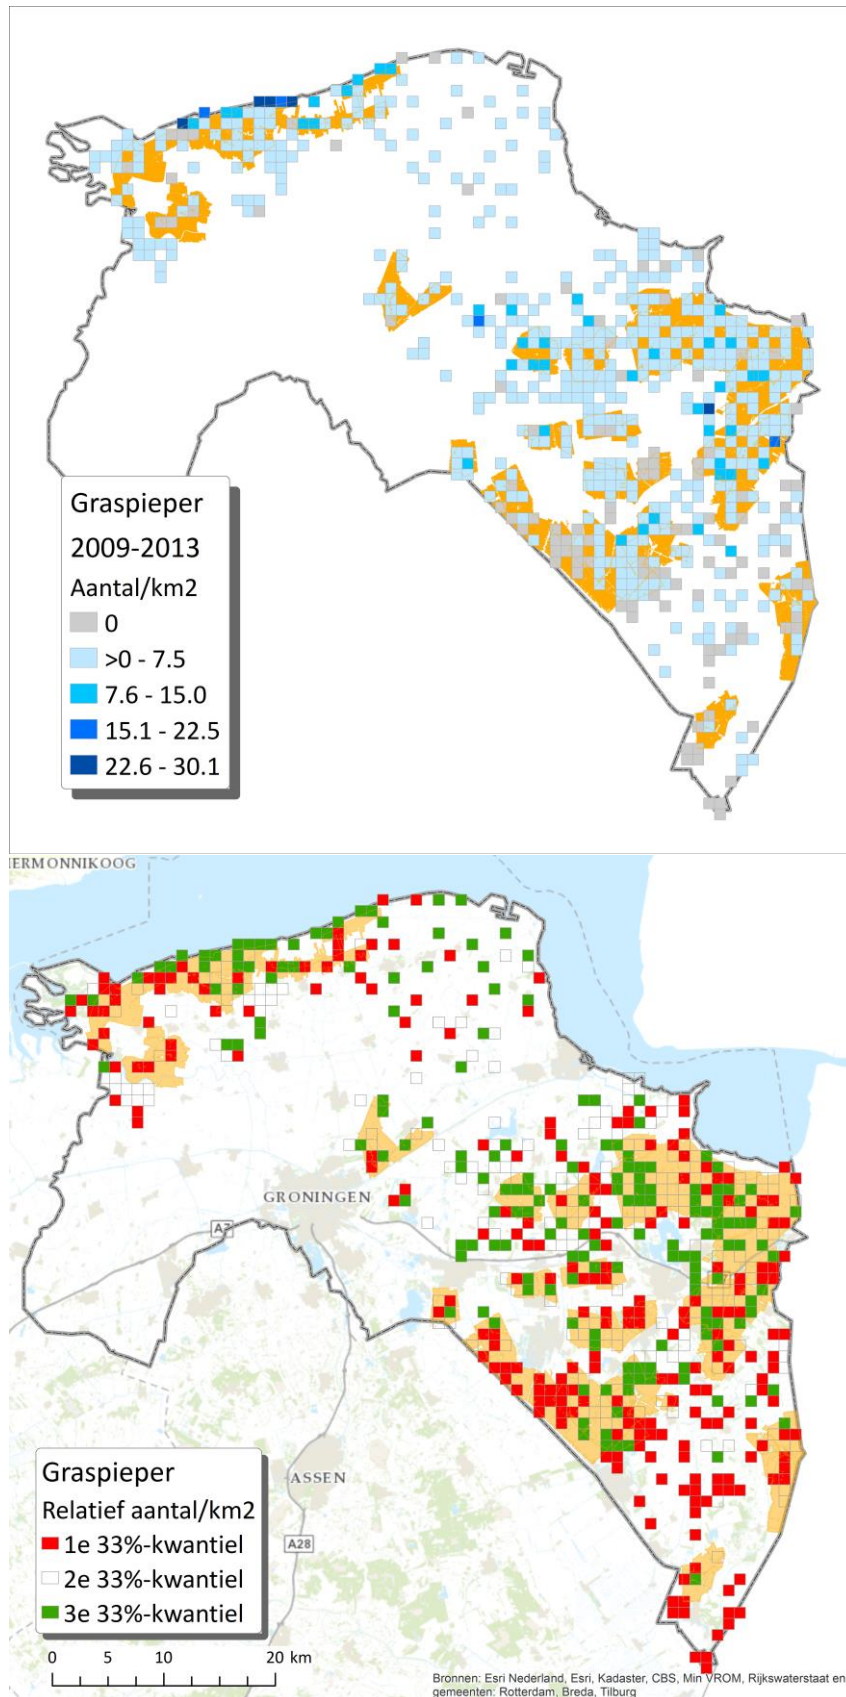 Graspieper
2009-2013
Aantal/km2
0
>0 - 7.5
7.6 - 15.0
15.1 - 22.5
22.6 - 30.1
IERMONNIKOOG
GRONINGEN
A7
Graspieper
Relatief aantal/km2
1e 33%-kwantiel
2e 33%-kwantiel
3e 33%-kwantiel
ASSEN
A28
0 5 10 20 km
Bronnen: Esri Nederland, Esri, Kadaster, CBS, Min VROM, Rijkswaterstaat en
gemeenten: Rotterdam, Breda, Tilburg